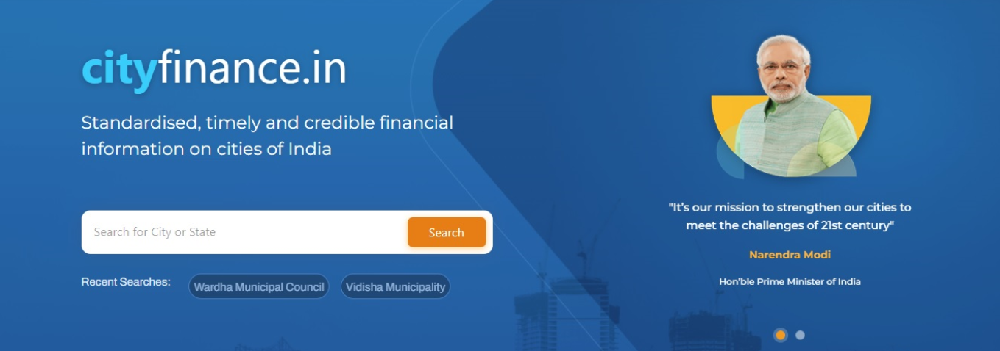 cityfinance.in
Standardised, timely and credible financial
information on cities of India
Search for City or State
Search
Recent Searches:
Wardha Municipal Council
Vidisha Municipality
"It's our mission to strengthen our cities to
meet the challenges of 21st century"
Narendra Modi
Hon'ble Prime Minister of India